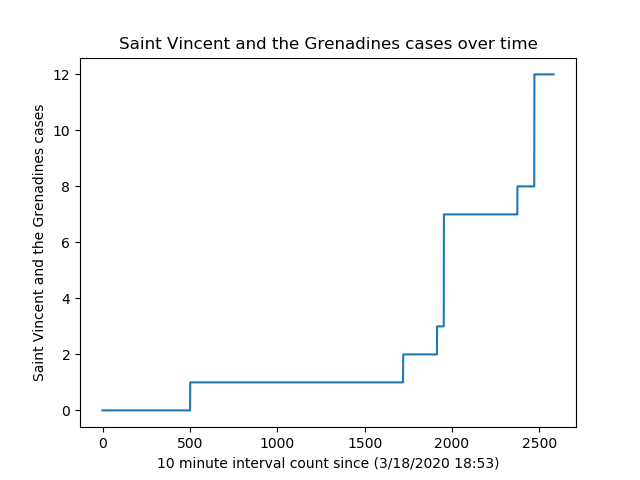 Saint Vincent and the Grenadines cases over time
12
10
8
6
4
2
0
Saint Vincent and the Grenadines cases
0 500 1000 1500 2000 2500
10 minute interval count since (3/18/2020 18:53)